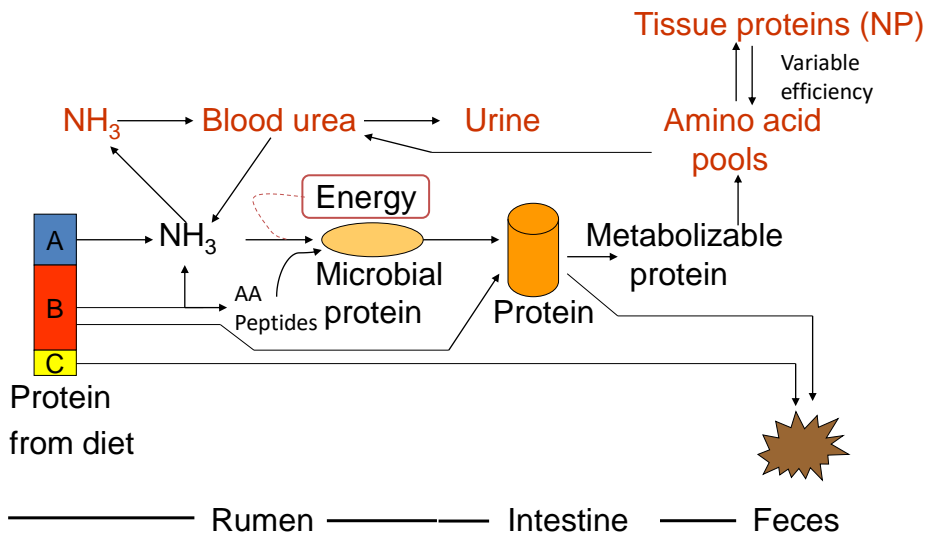 Tissue proteins (NP)
Variable
efficiency
NH₃
Blood urea
Urine
Amino acid
pools
Energy
A
NH₃
Metabolizable
protein
B
AA
Peptides
Microbial
protein
Protein
C
Protein
from diet
Rumen
Intestine
Feces